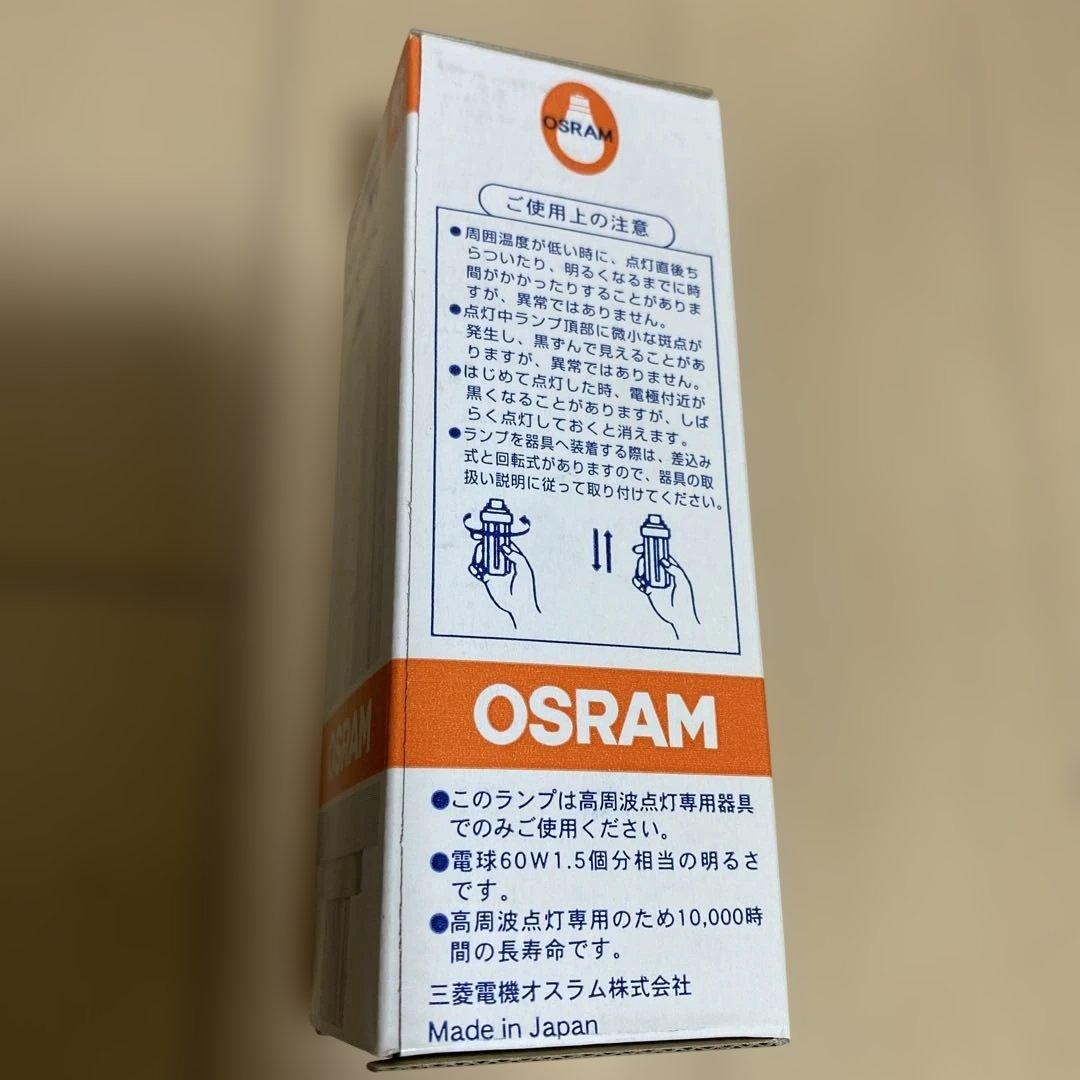 OSRAM
ご使用上の注意
●周囲温度が低い時に、点灯直後ち
らついたり、明るくなるまでに時
間がかかったりすることがありま
すが、異常ではありません。
●点灯中ランプ頂部に微小な斑点が
発生し、黒ずんで見えることがあ
りますが、異常ではありません。
●はじめて点灯した時、電極付近が
黒くなることがありますが、しば
らく点灯しておくと消えます。
●ランプを器具へ装着する際は、差込み
式と回転式がありますので、器具の取
扱い説明に従って取り付けてください。
OSRAM
OSRAM
●このランプは高周波点灯専用器具
でのみご使用ください。
●電球60W1.5個分相当の明るさ
です。
●高周波点灯専用のため10,000時
間の長寿命です。
三菱電機オスラム株式会社
Made in Japan